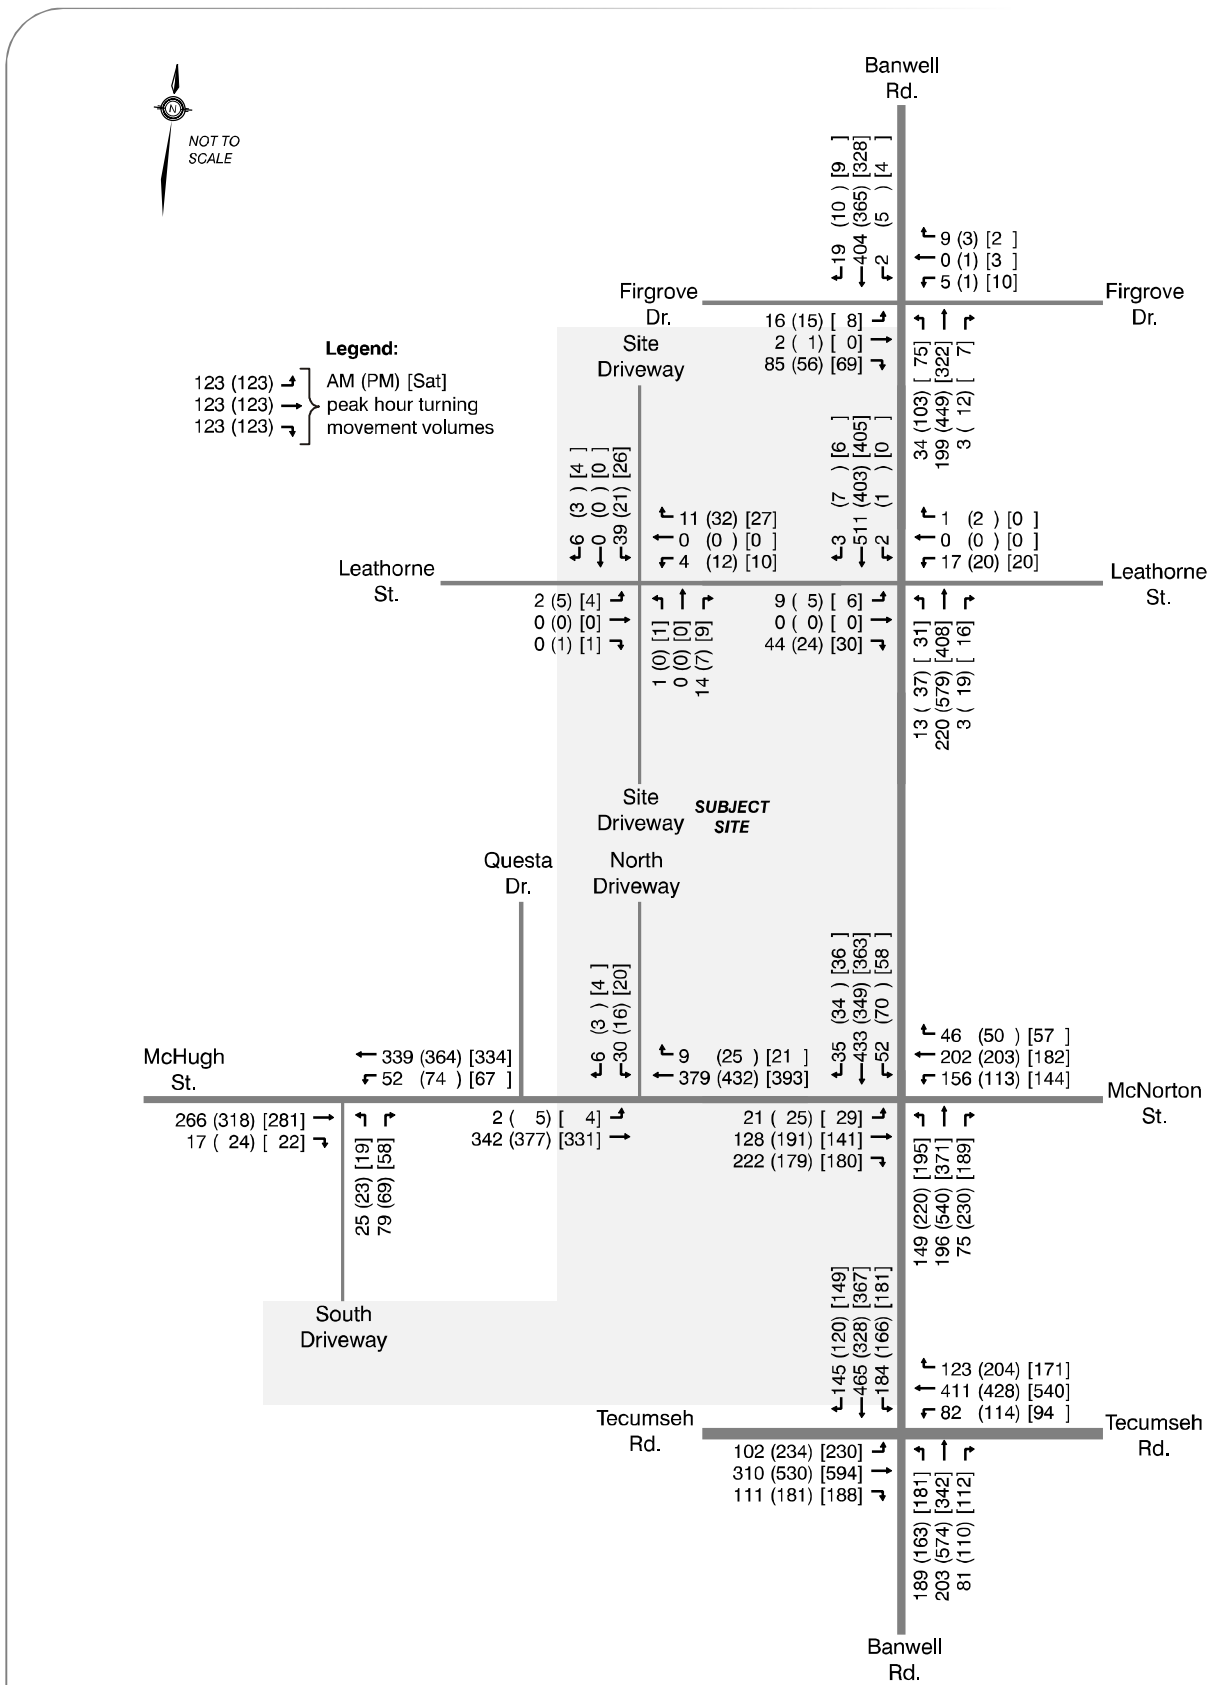 Banwell
Rd.
N
NOT TO
SCALE
19 (10 ) [9 ]
404 (365) [328]
2 (5 ) [4 ]
9 (3) [2 ]
0 (1) [3 ]
5 (1) [10]
Firgrove
Dr.
Firgrove
Dr.
16 (15) [ 8]
2 ( 1) [ 0]
85 (56) [69]
34 (103) [ 75]
199 (449) [322]
3 ( 12) [ 7]
Legend:
123 (123)
123 (123)
123 (123)
AM (PM) [Sat]
peak hour turning
movement volumes
Site
Driveway
6 (3 ) [4 ]
0 (0 ) [0 ]
39 (21) [26]
11 (32) [27]
0 (0 ) [0 ]
4 (12) [10]
3 (7 ) [6 ]
511 (403) [405]
2 (1 ) [0 ]
1 (2 ) [0 ]
0 (0 ) [0 ]
17 (20) [20]
Leathorne
St.
Leathorne
St.
2 (5) [4]
0 (0) [0]
0 (1) [1]
1 (0) [1]
0 (0) [0]
14 (7) [9]
9 ( 5) [ 6]
0 ( 0) [ 0]
44 (24) [30]
13 ( 37) [ 31]
220 (579) [408]
3 ( 19) [ 16]
Site
Driveway
SUBJECT
SITE
Questa
Dr.
North
Driveway
6 (3 ) [4 ]
30 (16) [20]
35 (34 ) [36 ]
433 (349) [363]
52 (70 ) [58 ]
McHugh
St.
339 (364) [334]
52 (74 ) [67 ]
9 (25 ) [21 ]
379 (432) [393]
46 (50 ) [57 ]
202 (203) [182]
156 (113) [144]
McNorton
St.
266 (318) [281]
17 ( 24) [ 22]
25 (23) [19]
79 (69) [58]
2 ( 5) [ 4]
342 (377) [331]
21 ( 25) [ 29]
128 (191) [141]
222 (179) [180]
149 (220) [195]
196 (540) [371]
75 (230) [189]
South
Driveway
145 (120) [149]
465 (328) [367]
184 (166) [181]
123 (204) [171]
411 (428) [540]
82 (114) [94 ]
Tecumseh
Rd.
Tecumseh
Rd.
102 (234) [230]
310 (530) [594]
111 (181) [188]
189 (163) [181]
203 (574) [342]
81 (110) [112]
Banwell
Rd.